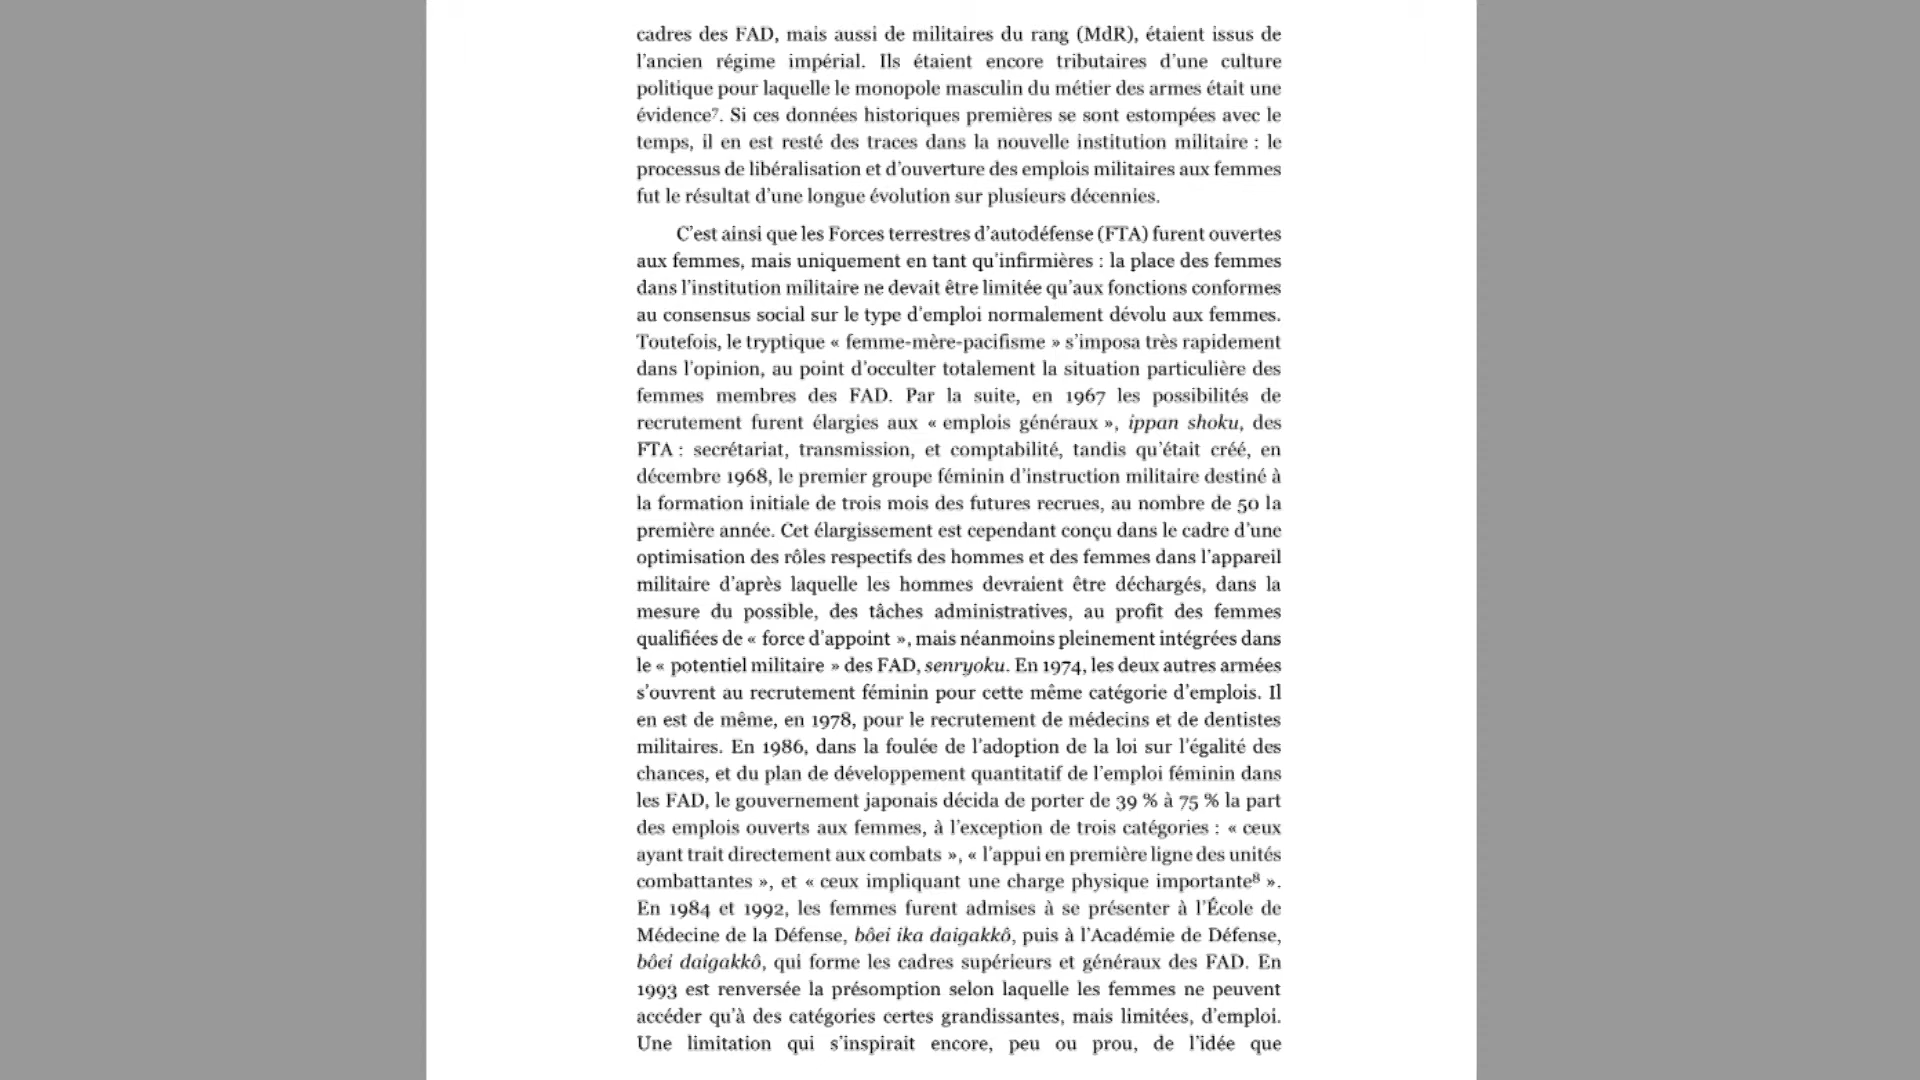 cadres des FAD, mais aussi de militaires du rang (MdR), étaient issus de
l'ancien régime impérial. Ils étaient encore tributaires d'une culture
politique pour laquelle le monopole masculin du métier des armes était une
évidence⁷. Si ces données historiques premières se sont estompées avec le
temps, il en est resté des traces dans la nouvelle institution militaire : le
processus de libéralisation et d'ouverture des emplois militaires aux femmes
fut le résultat d'une longue évolution sur plusieurs décennies.
C'est ainsi que les Forces terrestres d'autodéfense (FTA) furent ouvertes
aux femmes, mais uniquement en tant qu'infirmières : la place des femmes
dans l'institution militaire ne devait être limitée qu'aux fonctions conformes
au consensus social sur le type d'emploi normalement dévolu aux femmes.
Toutefois, le tryptique « femme-mère-pacifisme » s'imposa très rapidement
dans l'opinion, au point d'occulter totalement la situation particulière des
femmes membres des FAD. Par la suite, en 1967 les possibilités de
recrutement furent élargies aux « emplois généraux », ippan shoku, des
FTA : secrétariat, transmission, et comptabilité, tandis qu'était créé, en
décembre 1968, le premier groupe féminin d'instruction militaire destiné à
la formation initiale de trois mois des futures recrues, au nombre de 50 la
première année. Cet élargissement est cependant conçu dans le cadre d'une
optimisation des rôles respectifs des hommes et des femmes dans l'appareil
militaire d'après laquelle les hommes devraient être déchargés, dans la
mesure du possible, des tâches administratives, au profit des femmes
qualifiées de « force d'appoint », mais néanmoins pleinement intégrées dans
le « potentiel militaire » des FAD, senryoku. En 1974, les deux autres armées
s'ouvrent au recrutement féminin pour cette même catégorie d'emplois. Il
en est de même, en 1978, pour le recrutement de médecins et de dentistes
militaires. En 1986, dans la foulée de l'adoption de la loi sur l'égalité des
chances, et du plan de développement quantitatif de l'emploi féminin dans
les FAD, le gouvernement japonais décida de porter de 39 % à 75 % la part
des emplois ouverts aux femmes, à l'exception de trois catégories : « ceux
ayant trait directement aux combats », « l'appui en première ligne des unités
combattantes », et « ceux impliquant une charge physique importante⁸ ».
En 1984 et 1992, les femmes furent admises à se présenter à l'École de
Médecine de la Défense, bôei ika daigakkô, puis à l'Académie de Défense,
bôei daigakkô, qui forme les cadres supérieurs et généraux des FAD. En
1993 est renversée la présomption selon laquelle les femmes ne peuvent
accéder qu'à des catégories certes grandissantes, mais limitées, d'emploi.
Une limitation qui s'inspirait encore, peu ou prou, de l'idée que